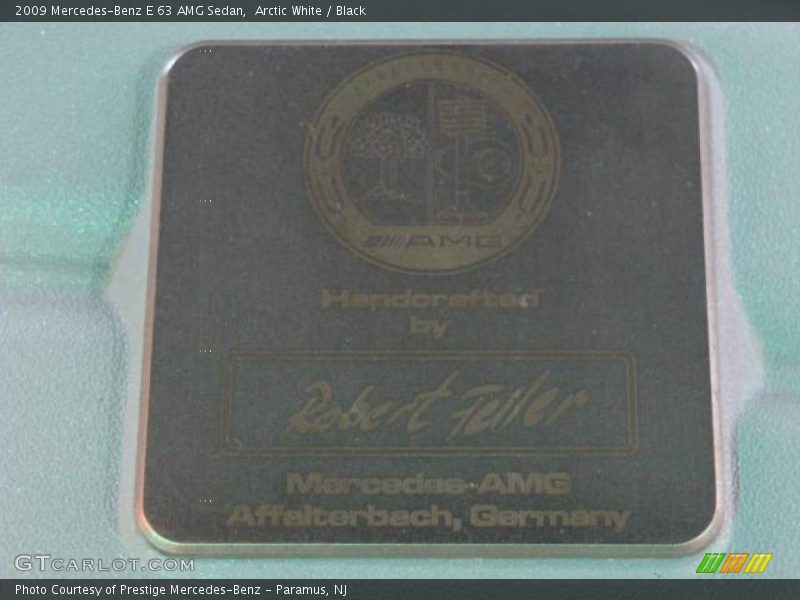 2009 Mercedes-Benz E 63 AMG Sedan, Arctic White / Black
AMG
Handcrafted
by
Robert Feller
Mercedes-AMG
Affalterbach, Germany
GTCARLOT.COM
Photo Courtesy of Prestige Mercedes-Benz - Paramus, NJ